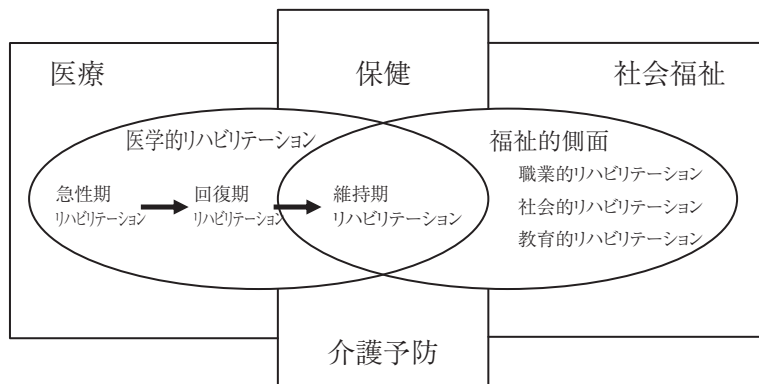 医療
保健
社会福祉
医学的リハビリテーション
福祉的側面
急性期
リハビリテーション
回復期
リハビリテーション
維持期
リハビリテーション
職業的リハビリテーション
社会的リハビリテーション
教育的リハビリテーション
介護予防